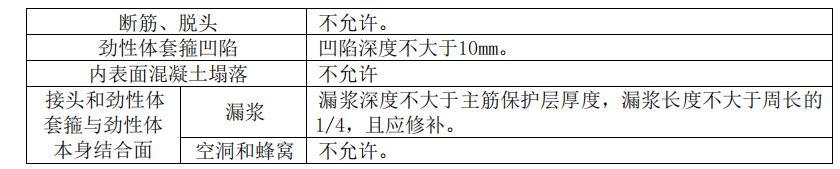 断筋、脱头 不允许。
劲性体套箍凹陷 凹陷深度不大于10mm。
内表面混凝土塌落 不允许
接头和劲性体
套箍与劲性体
本身结合面
漏浆
漏浆深度不大于主筋保护层厚度，漏浆长度不大于周长的
1/4，且应修补。
空洞和蜂窝 不允许。